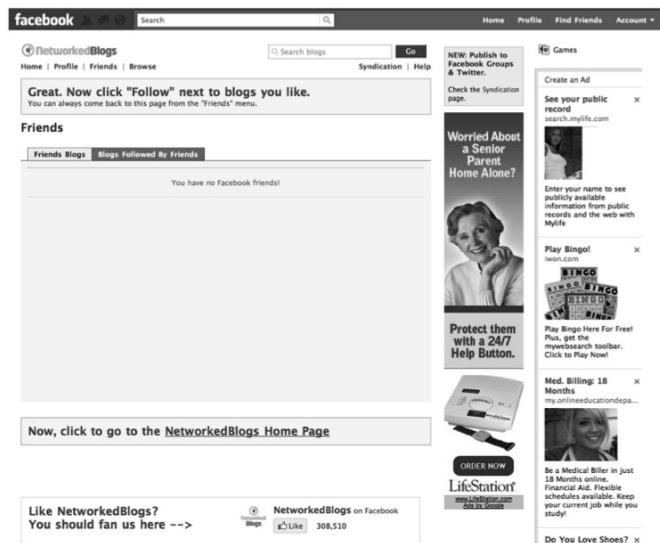 facebook Search Home Profile Find Friends Account
NetworkedBlogs Search blogs Go
Home | Profile | Friends | Browse Syndication | Help
Great. Now click "Follow" next to blogs you like.
You can always come back to this page from the "Friends" menu.
Friends
Friends Blogs Blogs Followed By Friends
You have no Facebook friends!
Now, click to go to the NetworkedBlogs Home Page
Like NetworkedBlogs?
You should fan us here -->
NetworkedBlogs
NetworkedBlogs on Facebook
Like 308,510
NEW: Publish to
Facebook Groups
& Twitter.
Check the Syndication
page.
Worried About
a Senior
Parent
Home Alone?
Protect them
with a 24/7
Help Button.
ORDER NOW
LifeStation®
www.LifeStation.com
Ads by Google
Games
Create an Ad
See your public x
record
search.mylife.com
Enter your name to see
publicly available
information from public
records and the web with
Mylife
Play Bingo! x
iwon.com
BINGO
BINGO
BINGO
Play Bingo Here For Free!
Plus, get the
mywebsearch toolbar.
Click to Play Now!
Med. Billing: 18 x
Months
my.onlineeducationdepa...
Be a Medical Biller in just
18 Months online.
Financial Aid. Flexible
schedules available. Keep
your current job while you
study!
Do You Love Shoes? x